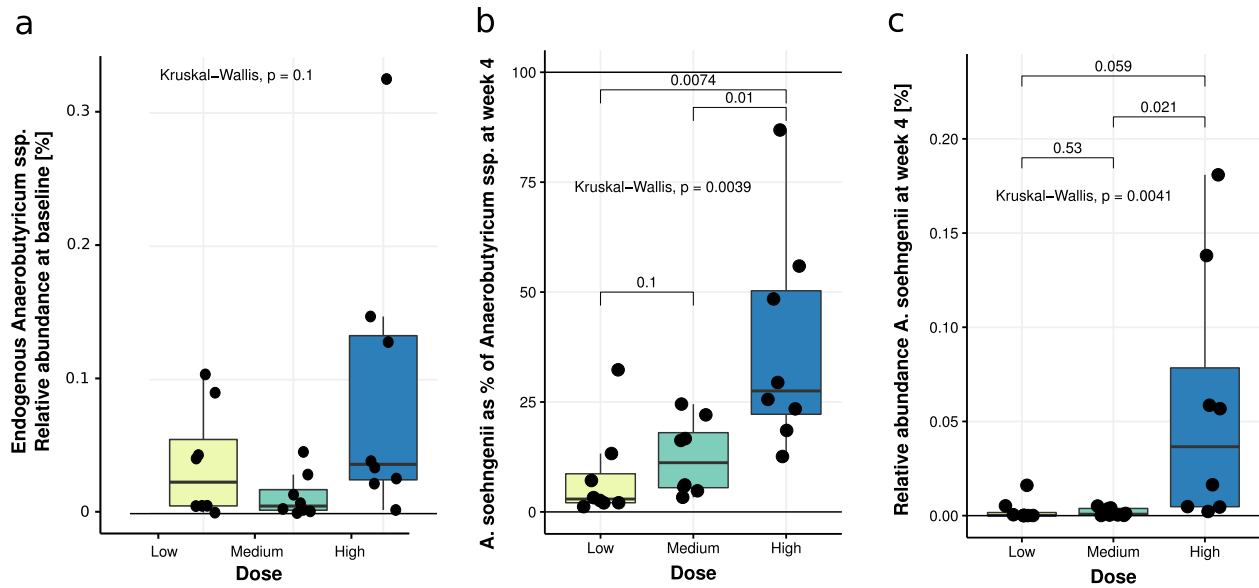 a
Endogenous Anaerobutyricum ssp.
Relative abundance at baseline [%]
Kruskal−Wallis, p = 0.1
0.3
0.2
0.1
0
Low
Medium
High
Dose
b
A. soehngenii as % of Anaerobutyricum ssp. at week 4
100
75
50
25
0
0.0074
0.01
Kruskal−Wallis, p = 0.0039
0.1
Low
Medium
High
Dose
c
Relative abundance A. soehngenii at week 4 [%]
0.20
0.15
0.10
0.05
0.00
0.059
0.021
0.53
Kruskal−Wallis, p = 0.0041
Low
Medium
High
Dose